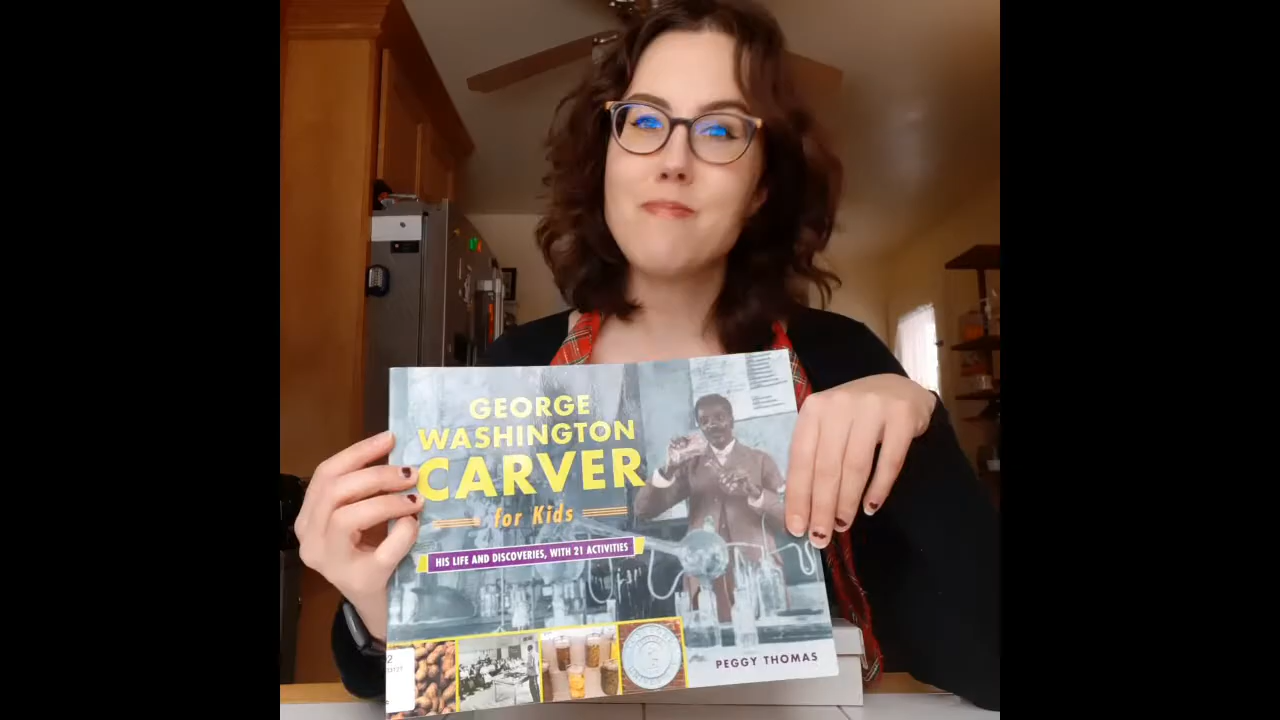 GEORGE
WASHINGTON
CARVER
for Kids
HIS LIFE AND DISCOVERIES, WITH 21 ACTIVITIES
PEGGY THOMAS